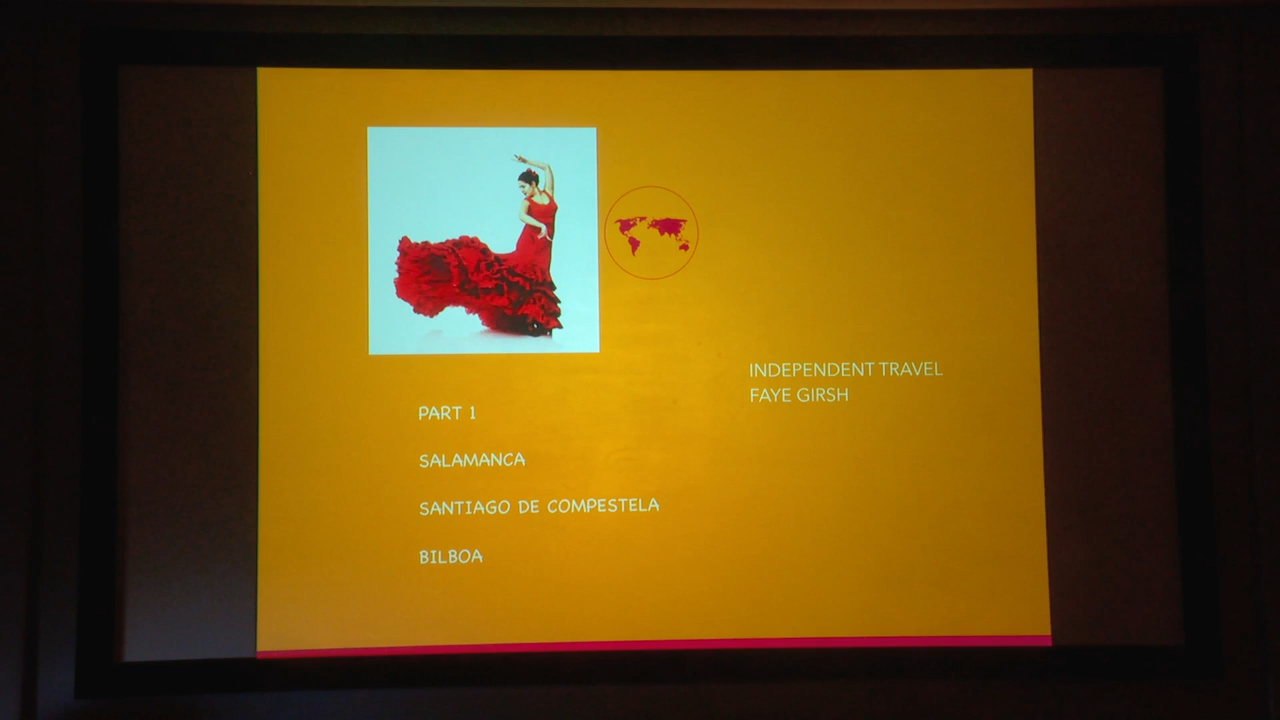 PART 1
SALAMANCA
SANTIAGO DE COMPESTELA
BILBOA
INDEPENDENT TRAVEL
FAYE GIRSH